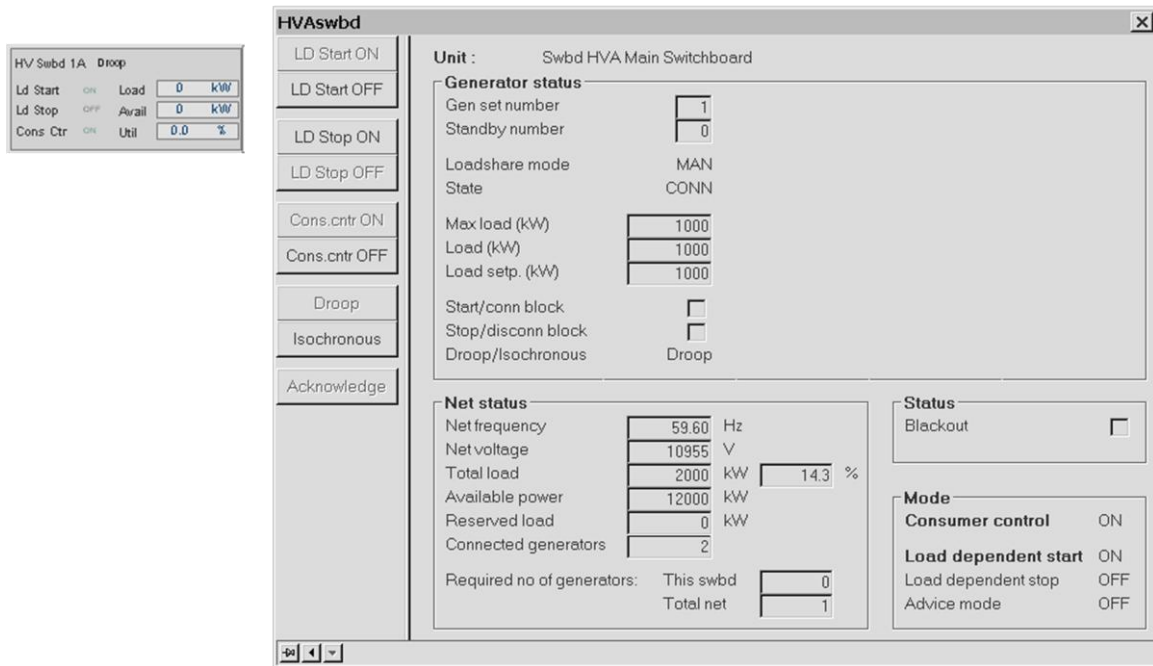 HV Swbd 1A Droop
Ld Start ON Load 0 kW
Ld Stop OFF Avail 0 kW
Cons Ctr ON Util 0.0 %
HVAswbd
LD Start ON
LD Start OFF
LD Stop ON
LD Stop OFF
Cons.cntr ON
Cons.cntr OFF
Droop
Isochronous
Acknowledge
Unit : Swbd HVA Main Switchboard
Generator status
Gen set number 1
Standby number 0
Loadshare mode MAN
State CONN
Max load (kW) 1000
Load (kW) 1000
Load setp. (kW) 1000
Start/conn block
Stop/disconn block
Droop/Isochronous Droop
Net status
Net frequency 59.60 Hz
Net voltage 10955 V
Total load 2000 kW 14.3 %
Available power 12000 kW
Reserved load 0 kW
Connected generators 2
Required no of generators: This swbd 0
Total net 1
Status
Blackout
Mode
Consumer control ON
Load dependent start ON
Load dependent stop OFF
Advice mode OFF